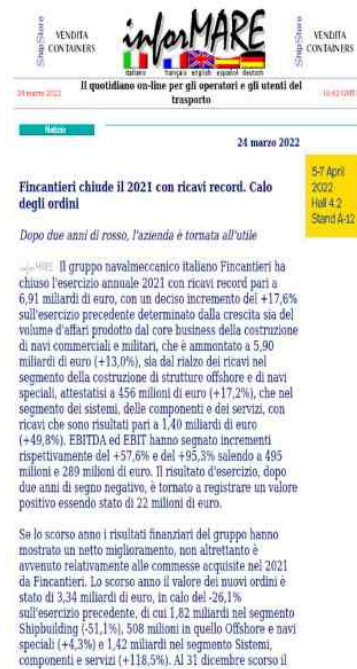 ShipStore
VENDITA
CONTAINERS
inforMARE
italiano français english español deutsch
ShipStore
VENDITA
CONTAINERS
24 marzo 2022
Il quotidiano on-line per gli operatori e gli utenti del
trasporto
Notizie
24 marzo 2022
5-7 April
2022
Hall 4.2
Stand A-12
Fincantieri chiude il 2021 con ricavi record. Calo
degli ordini
Dopo due anni di rosso, l'azienda è tornata all'utile
inforMARE Il gruppo navalmeccanico italiano Fincantieri ha
chiuso l'esercizio annuale 2021 con ricavi record pari a
6,91 miliardi di euro, con un deciso incremento del +17,6%
sull'esercizio precedente determinato dalla crescita sia del
volume d'affari prodotto dal core business della costruzione
di navi commerciali e militari, che è ammontato a 5,90
miliardi di euro (+13,0%), sia dal rialzo dei ricavi nel
segmento della costruzione di strutture offshore e di navi
speciali, attestatisi a 456 milioni di euro (+17,2%), che nel
segmento dei sistemi, delle componenti e dei servizi, con
ricavi che sono risultati pari a 1,40 miliardi di euro
(+49,8%). EBITDA ed EBIT hanno segnato incrementi
rispettivamente del +57,6% e del +95,3% salendo a 495
milioni e 289 milioni di euro. Il risultato d'esercizio, dopo
due anni di segno negativo, è tornato a registrare un valore
positivo essendo stato di 22 milioni di euro.
Se lo scorso anno i risultati finanziari del gruppo hanno
mostrato un netto miglioramento, non altrettanto è
avvenuto relativamente alle commesse acquisite nel 2021
da Fincantieri. Lo scorso anno il valore dei nuovi ordini è
stato di 3,34 miliardi di euro, in calo del -26,1%
sull'esercizio precedente, di cui 1,82 miliardi nel segmento
Shipbuilding (-51,1%), 508 milioni in quello Offshore e navi
speciali (+4,3%) e 1,42 miliardi nel segmento Sistemi,
componenti e servizi (+118,5%). Al 31 dicembre scorso il